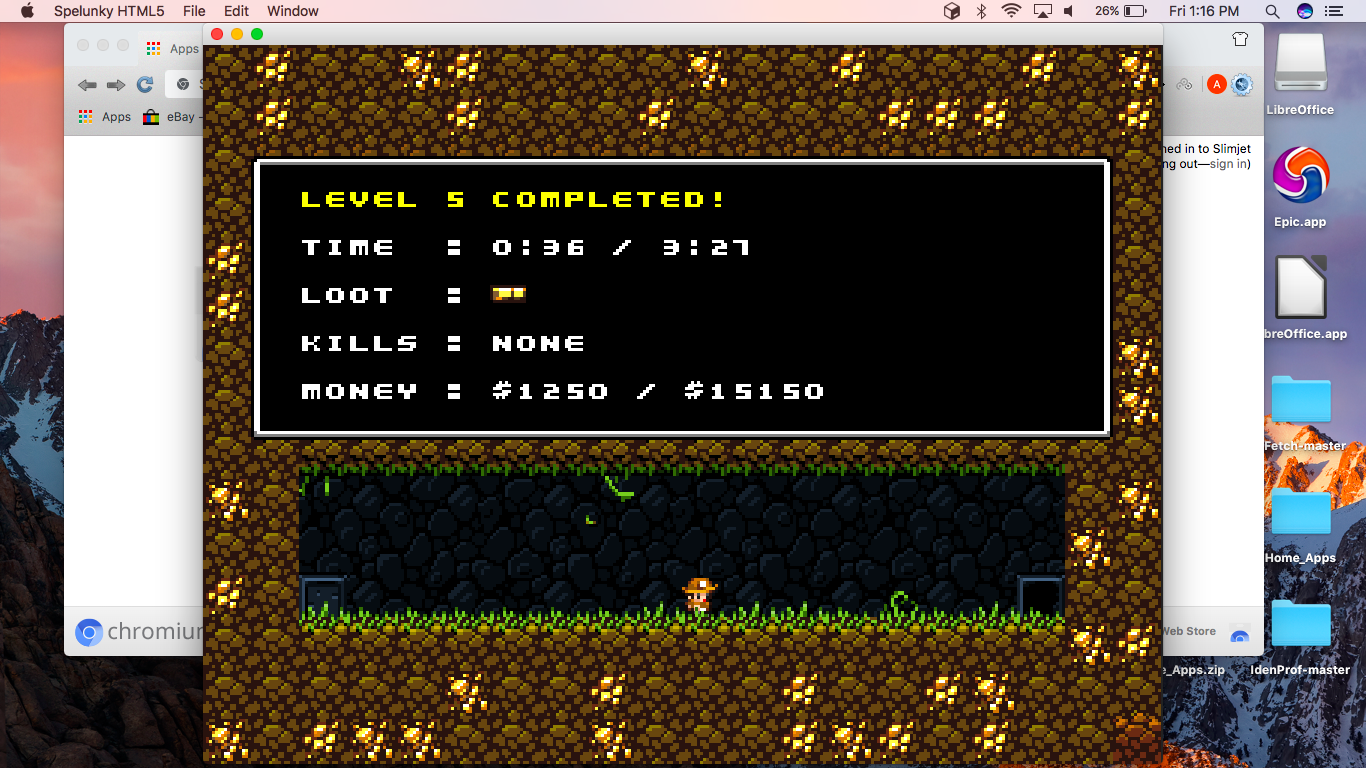 Spelunky HTML5 File Edit Window 26% Fri 1:16 PM
Apps
A
Apps eBay -
LibreOffice
ned in to Slimjet
ng out—sign in)
LEVEL 5 COMPLETED!
Epic.app
TIME : 0:36 / 3:27
LOOT :
breOffice.app
KILLS : NONE
MONEY : #1250 / #15150
Fetch-master
Home_Apps
chromium
Web Store
e_Apps.zip IdenProf-master